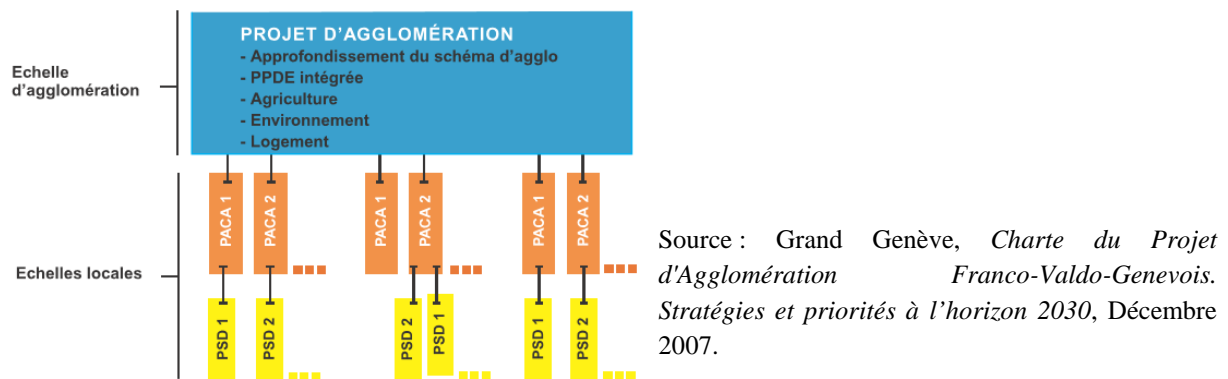 PROJET D’AGGLOMÉRATION
- Approfondissement du schéma d’agglo
- PPDE intégrée
- Agriculture
- Environnement
- Logement
Echelle
d’agglomération
PACA 1
PACA 2
PACA 1
PACA 2
PACA 1
PACA 2
Echelles locales
PSD 1
PSD 2
PSD 2
PSD 1
PSD 1
PSD 2
Source : Grand Genève, Charte du Projet
d'Agglomération Franco-Valdo-Genevois.
Stratégies et priorités à l’horizon 2030, Décembre
2007.